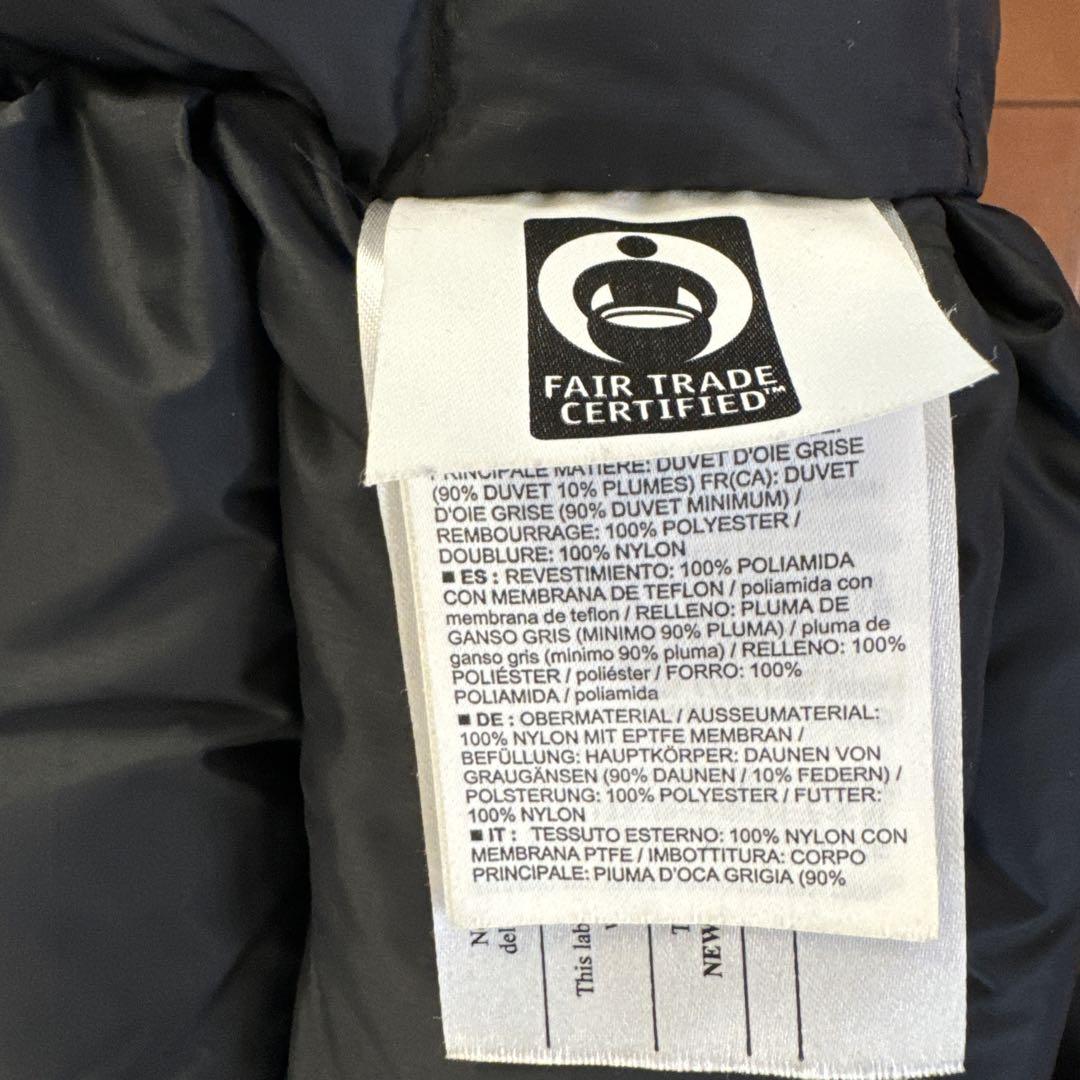 FAIR TRADE
CERTIFIED™
PRINCIPALE MATIÈRE: DUVET D'OIE GRISE
(90% DUVET 10% PLUMES) FR(CA): DUVET
D'OIE GRISE (90% DUVET MINIMUM) /
REMBOURRAGE: 100% POLYESTER /
DOUBLURE: 100% NYLON
■ ES : REVESTIMIENTO: 100% POLIAMIDA
CON MEMBRANA DE TEFLON / poliamida con
membrana de teflon / RELLENO: PLUMA DE
GANSO GRIS (MINIMO 90% PLUMA) / pluma de
ganso gris (minimo 90% pluma) / RELLENO: 100%
POLIÉSTER / poliéster / FORRO: 100%
POLIAMIDA / poliamida
■ DE : OBERMATERIAL / AUSSEUMATERIAL:
100% NYLON MIT EPTFE MEMBRAN /
BEFÜLLUNG: HAUPTKÖRPER: DAUNEN VON
GRAUGÄNSEN (90% DAUNEN / 10% FEDERN) /
POLSTERUNG: 100% POLYESTER / FUTTER:
100% NYLON
■ IT : TESSUTO ESTERNO: 100% NYLON CON
MEMBRANA PTFE / IMBOTTITURA: CORPO
PRINCIPALE: PIUMA D'OCA GRIGIA (90%
This lab
NEW